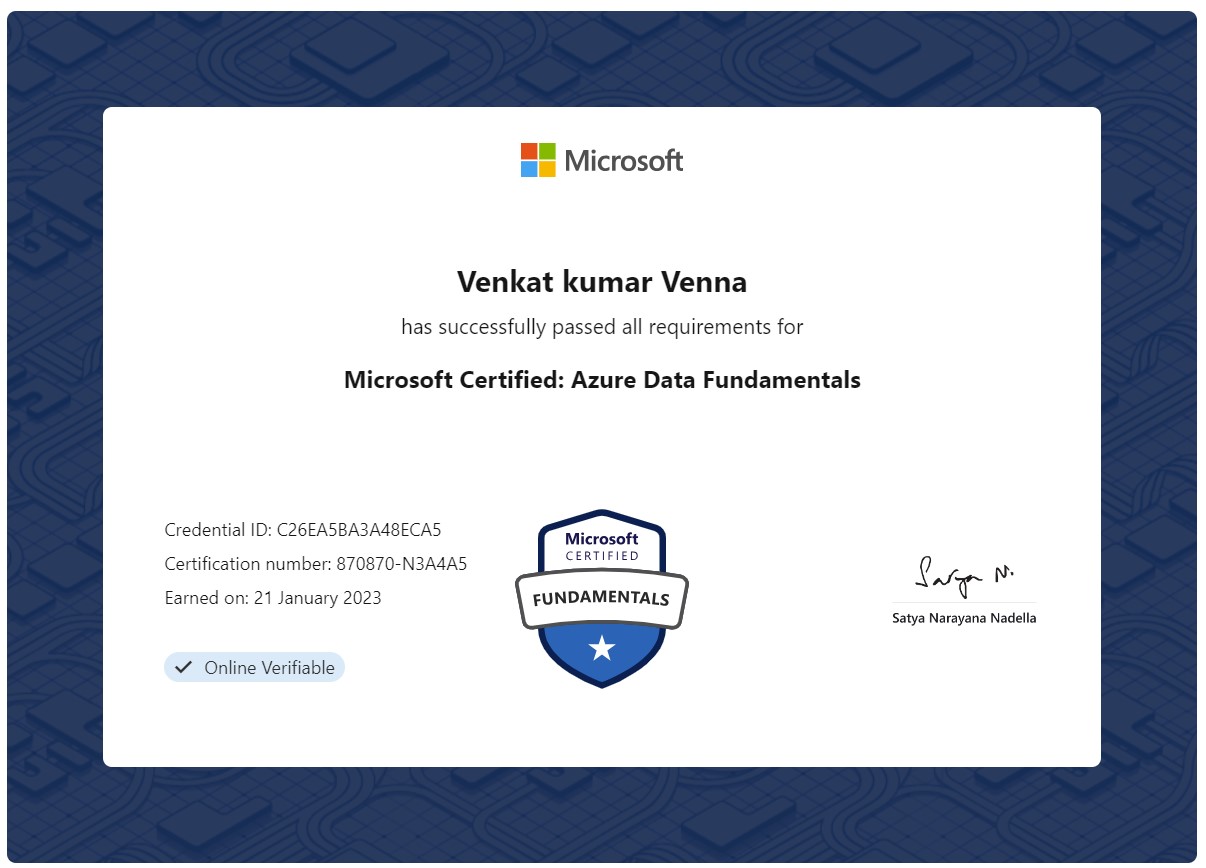 Microsoft
Venkat kumar Venna
has successfully passed all requirements for
Microsoft Certified: Azure Data Fundamentals
Credential ID: C26EA5BA3A48ECA5
Certification number: 870870-N3A4A5
Earned on: 21 January 2023
Online Verifiable
Microsoft
CERTIFIED
FUNDAMENTALS
Satya N.
Satya Narayana Nadella